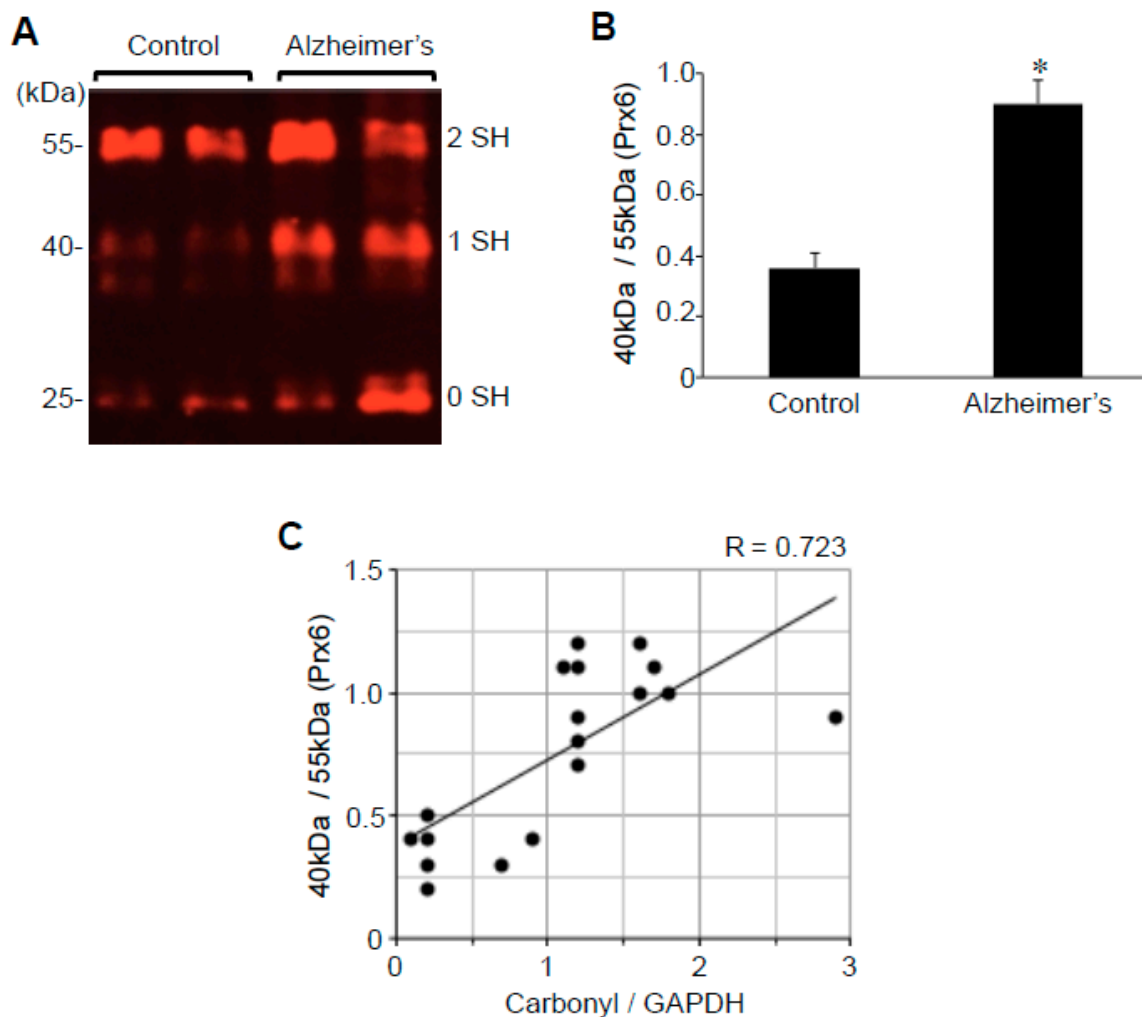 A
Control Alzheimer's
(kDa)
55- 2 SH
40- 1 SH
25- 0 SH
B
40kDa / 55kDa (Prx6)
1.0
0.8
0.6
0.4
0.2
0
*
Control Alzheimer's
C
R = 0.723
40kDa / 55kDa (Prx6)
1.5
1.0
0.5
0
0 1 2 3
Carbonyl / GAPDH